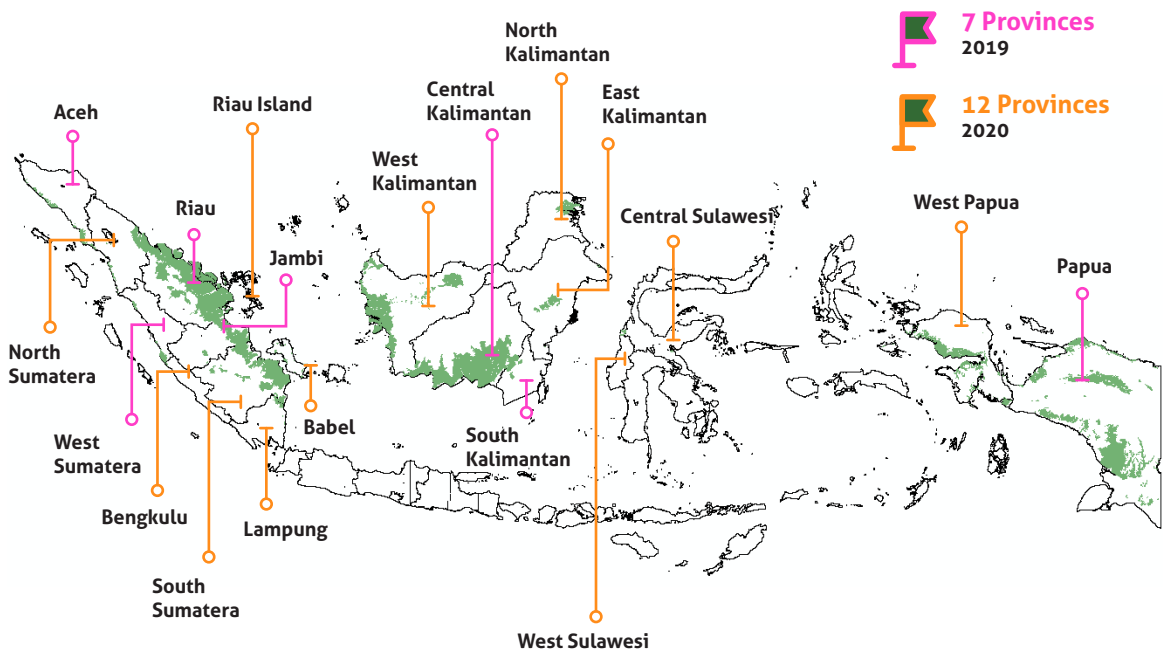 7 Provinces
2019
12 Provinces
2020
North
Kalimantan
Aceh
Riau Island
Central
Kalimantan
East
Kalimantan
West
Kalimantan
Riau
Central Sulawesi
West Papua
Jambi
Papua
North
Sumatera
West
Sumatera
Babel
South
Kalimantan
Bengkulu
Lampung
South
Sumatera
West Sulawesi